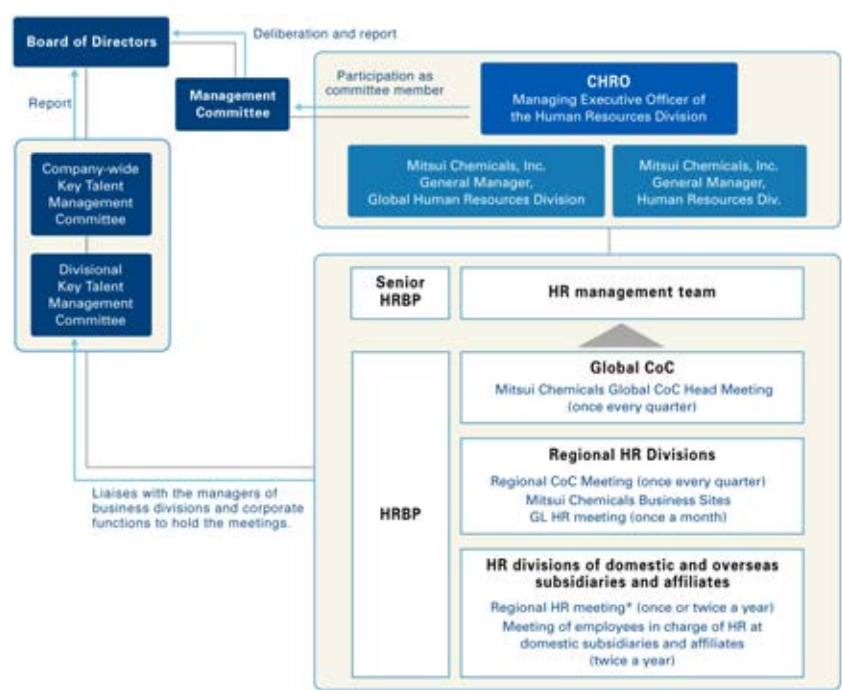 Board of Directors
Deliberation and report
Report
Management
Committee
Participation as
committee member
CHRO
Managing Executive Officer of
the Human Resources Division
Mitsui Chemicals, Inc.
General Manager,
Global Human Resources Division
Mitsui Chemicals, Inc.
General Manager,
Human Resources Div.
Company-wide
Key Talent
Management
Committee
Divisional
Key Talent
Management
Committee
Liaises with the managers of
business divisions and corporate
functions to hold the meetings.
Senior
HRBP
HR management team
HRBP
Global CoC
Mitsui Chemicals Global CoC Head Meeting
(once every quarter)
Regional HR Divisions
Regional CoC Meeting (once every quarter)
Mitsui Chemicals Business Sites
GL HR meeting (once a month)
HR divisions of domestic and overseas
subsidiaries and affiliates
Regional HR meeting* (once or twice a year)
Meeting of employees in charge of HR at
domestic subsidiaries and affiliates
(twice a year)